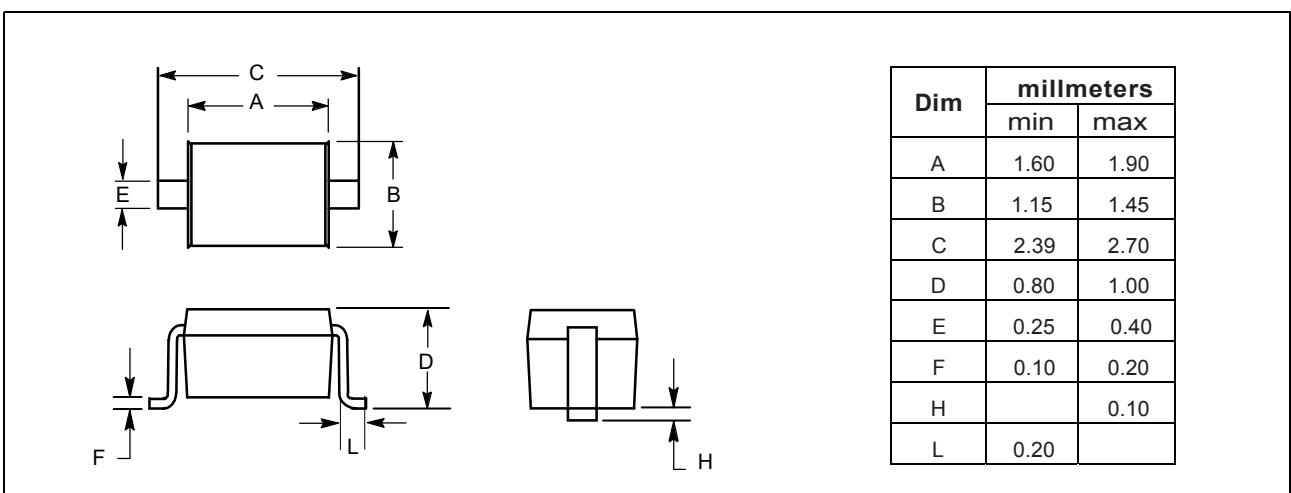 C
A
E
B
D
F
L
H
Dim millmeters
min max
A 1.60 1.90
B 1.15 1.45
C 2.39 2.70
D 0.80 1.00
E 0.25 0.40
F 0.10 0.20
H 0.10
L 0.20